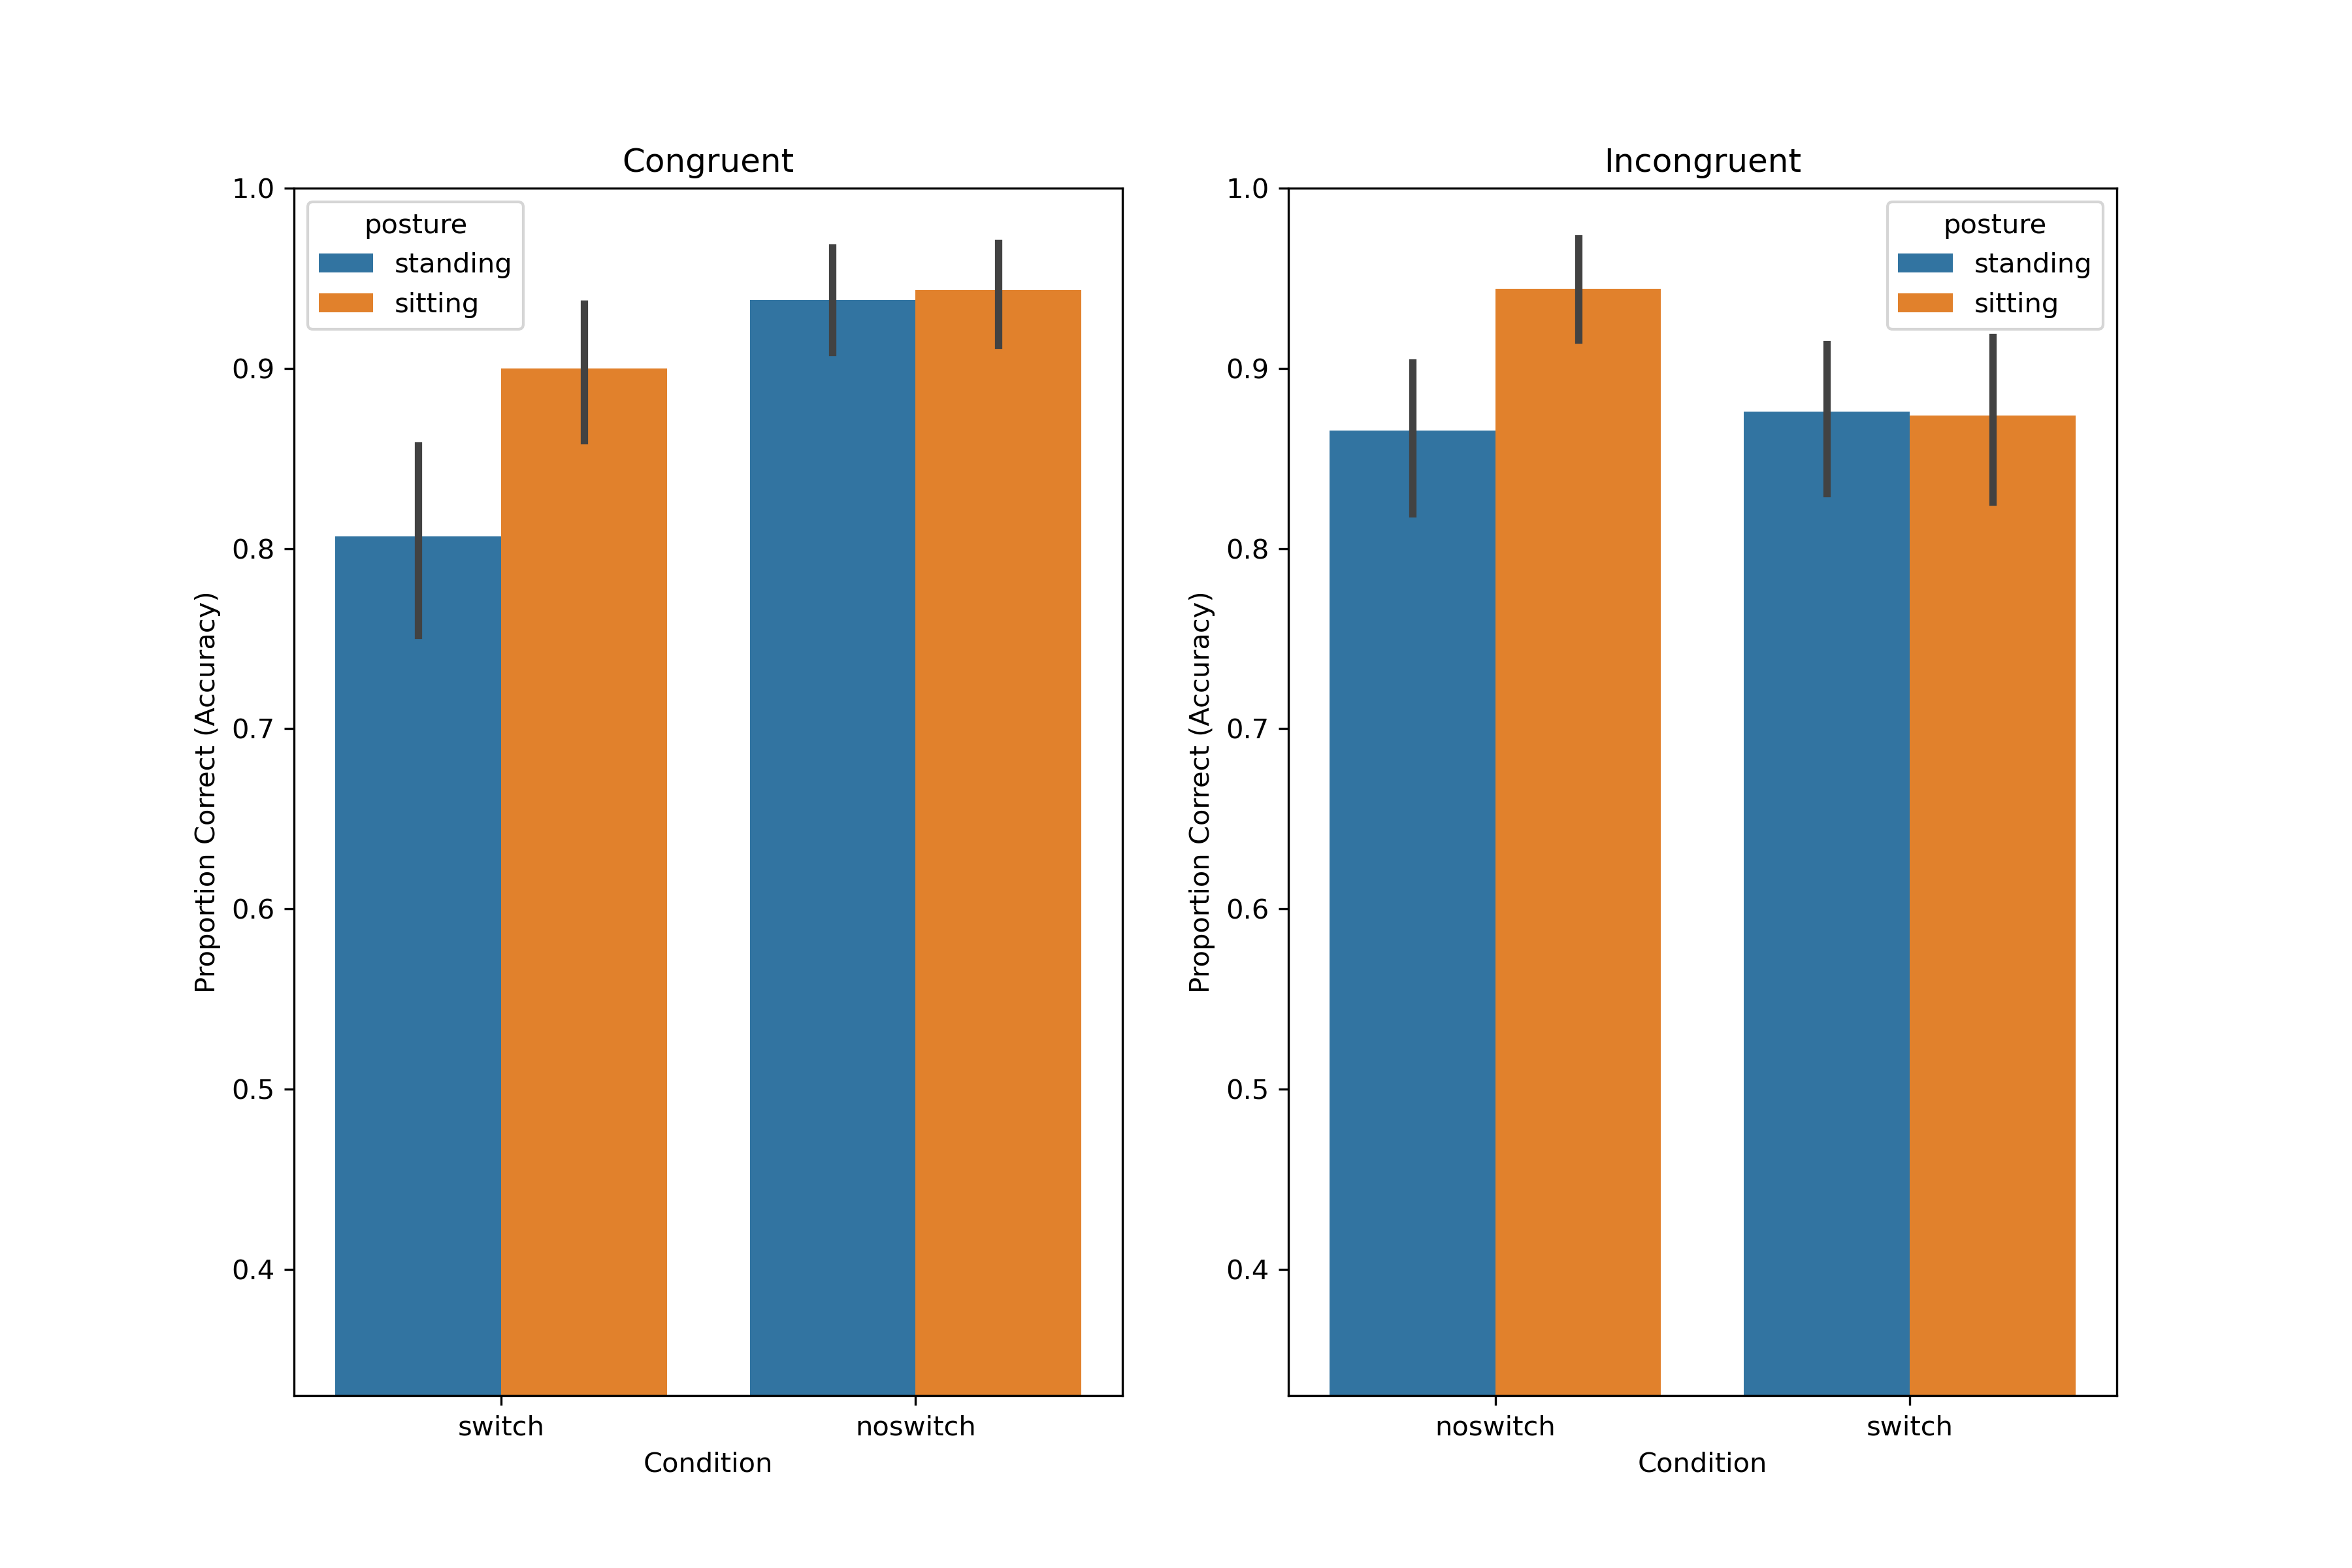 Congruent
1.0
0.9
0.8
0.7
0.6
0.5
0.4
Proportion Correct (Accuracy)
posture
standing
sitting
switch
noswitch
Condition
Incongruent
1.0
0.9
0.8
0.7
0.6
0.5
0.4
Proportion Correct (Accuracy)
posture
standing
sitting
noswitch
switch
Condition